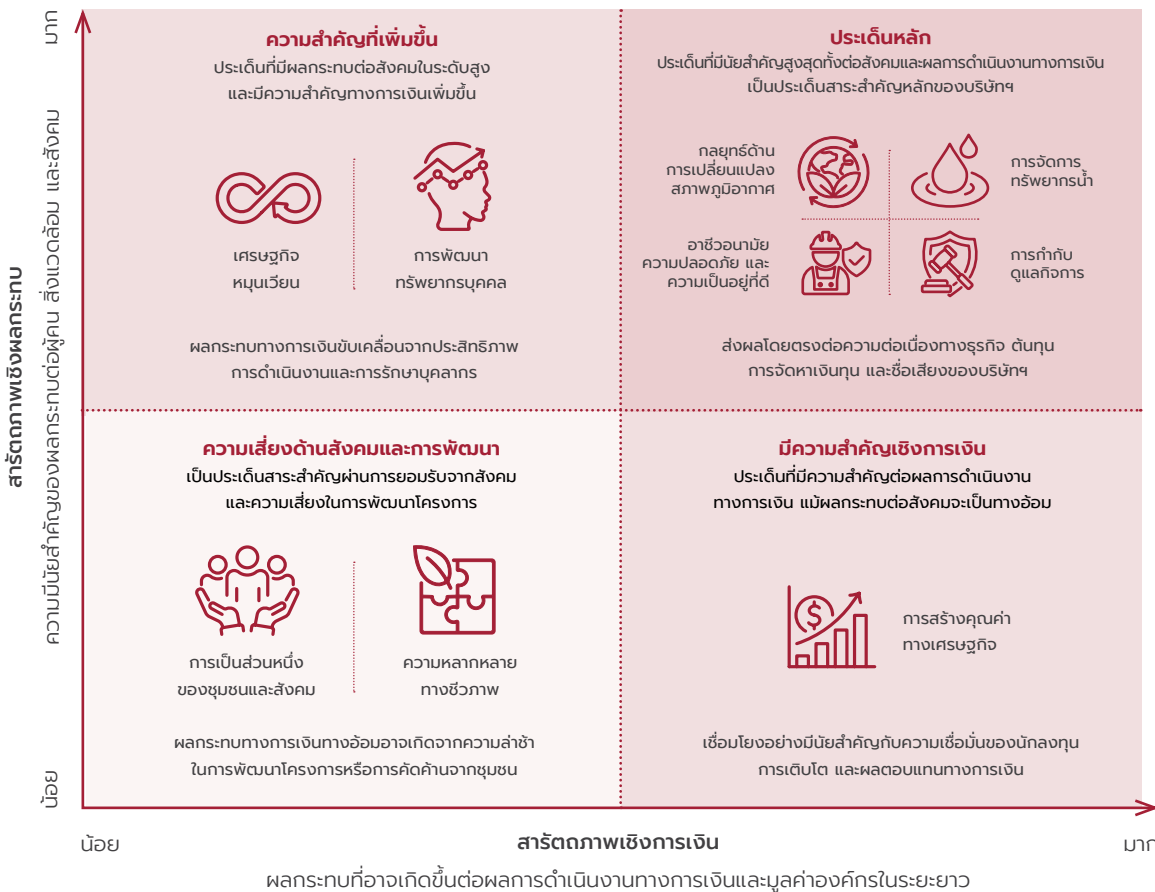 มาก
สารัตถภาพเชิงผลกระทบ
ความมีนัยสำคัญของผลกระทบต่อผู้คน สิ่งแวดล้อม และสังคม
น้อย
ความสำคัญที่เพิ่มขึ้น
ประเด็นที่มีผลกระทบต่อสังคมในระดับสูง
และมีความสำคัญทางการเงินเพิ่มขึ้น
เศรษฐกิจ
หมุนเวียน
การพัฒนา
ทรัพยากรบุคคล
ผลกระทบทางการเงินขับเคลื่อนจากประสิทธิภาพ
การดำเนินงานและการรักษาบุคลากร
ประเด็นหลัก
ประเด็นที่มีนัยสำคัญสูงสุดทั้งต่อสังคมและผลการดำเนินงานทางการเงิน
เป็นประเด็นสาระสำคัญหลักของบริษัทฯ
กลยุทธ์ด้าน
การเปลี่ยนแปลง
สภาพภูมิอากาศ
การจัดการ
ทรัพยากรน้ำ
อาชีวอนามัย
ความปลอดภัย และ
ความเป็นอยู่ที่ดี
การกำกับ
ดูแลกิจการ
ส่งผลโดยตรงต่อความต่อเนื่องทางธุรกิจ ต้นทุน
การจัดหาเงินทุน และชื่อเสียงของบริษัทฯ
ความเสี่ยงด้านสังคมและการพัฒนา
เป็นประเด็นสาระสำคัญผ่านการยอมรับจากสังคม
และความเสี่ยงในการพัฒนาโครงการ
การเป็นส่วนหนึ่ง
ของชุมชนและสังคม
ความหลากหลาย
ทางชีวภาพ
ผลกระทบทางการเงินทางอ้อมอาจเกิดจากความล่าช้า
ในการพัฒนาโครงการหรือการคัดค้านจากชุมชน
มีความสำคัญเชิงการเงิน
ประเด็นที่มีความสำคัญต่อผลการดำเนินงาน
ทางการเงิน แม้ผลกระทบต่อสังคมจะเป็นทางอ้อม
การสร้างคุณค่า
ทางเศรษฐกิจ
เชื่อมโยงอย่างมีนัยสำคัญกับความเชื่อมั่นของนักลงทุน
การเติบโต และผลตอบแทนทางการเงิน
น้อย
สารัตถภาพเชิงการเงิน
มาก
ผลกระทบที่อาจเกิดขึ้นต่อผลการดำเนินงานทางการเงินและมูลค่าองค์กรในระยะยาว